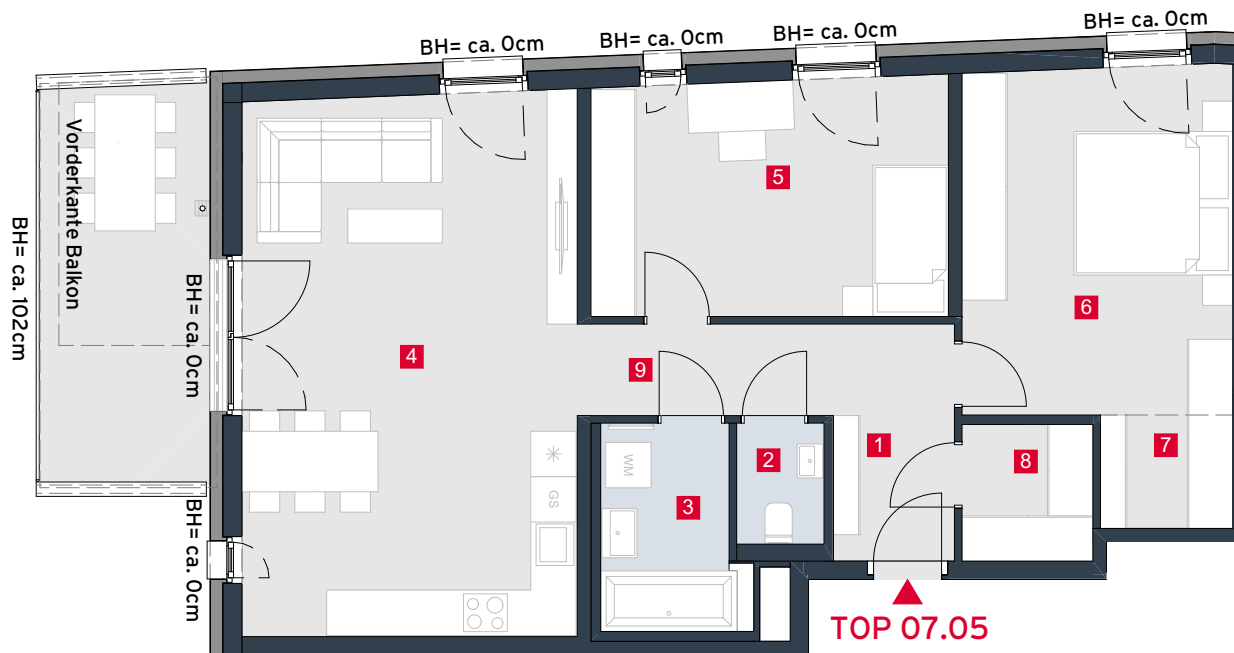 BH= ca. 0cm
BH= ca. 0cm
BH= ca. 0cm
BH= ca. 0cm
Vorderkante Balkon
BH= ca. 102cm
BH= ca. 0cm
BH= ca. 0cm
5
6
4
9
1
2
3
7
8
WM
GS
TOP 07.05